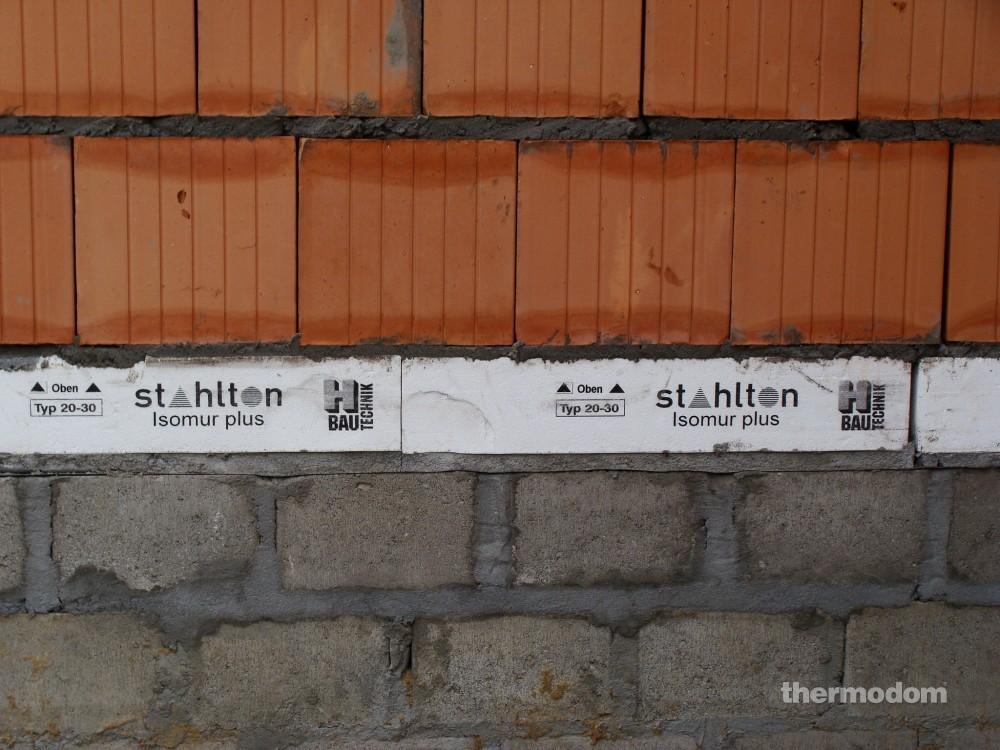 Oben
Typ 20-30
stahlton
Isomur plus
H
BAU
TECHNIK
Oben
Typ 20-30
stahlton
Isomur plus
H
BAU
TECHNIK
thermodom